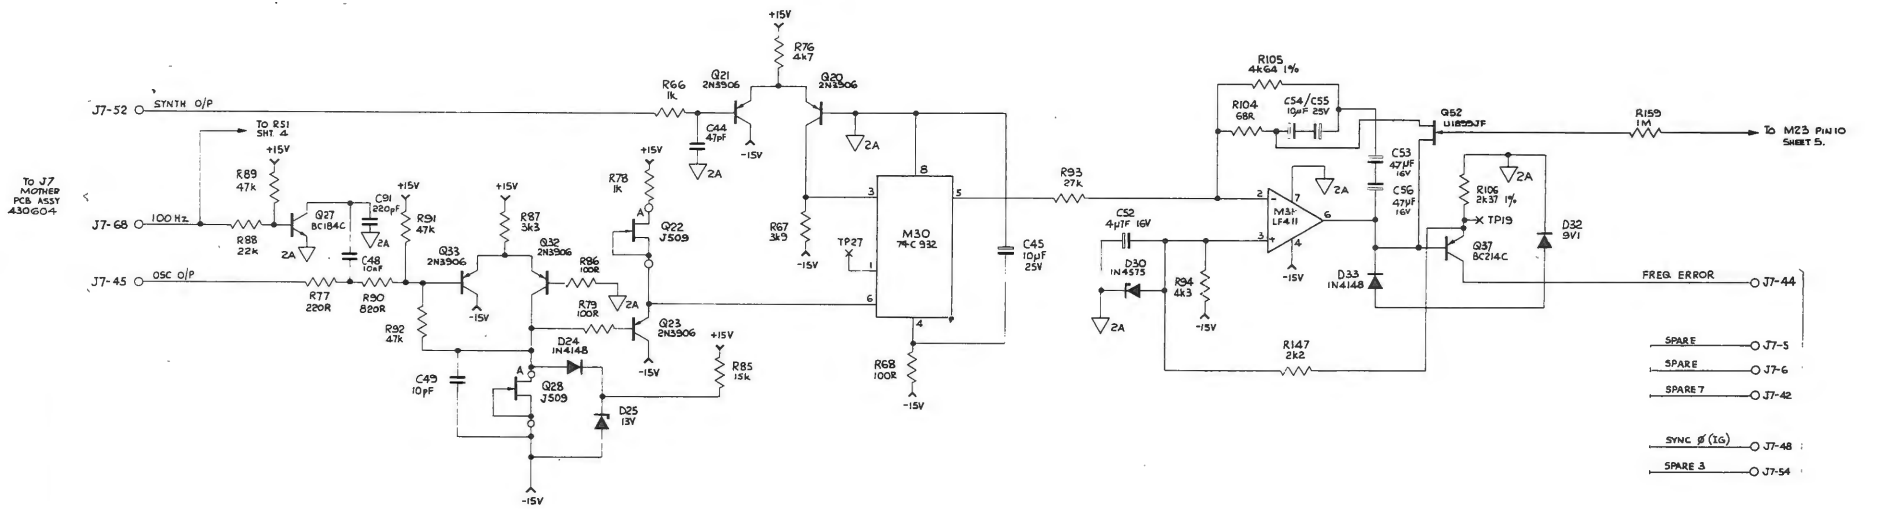 +15V
R76
4k7
Q21
2N3906
Q20
2N3906
R66
1k
J7-52
SYNTH O/P
TO R51
SHT. 4
C44
47pF
-15V
2A
2A
+15V
R89
47k
TO J7
MOTHER
PCB ASSY
430604
J7-68
100Hz
R88
22k
Q27
BC184C
2A
C91
220pF
2A
C48
10nF
+15V
R91
47k
+15V
R87
3k3
Q33
2N3906
Q32
2N3906
-15V
R86
100R
2A
R79
100R
+15V
R78
1k
A
Q22
J509
Q23
2N3906
-15V
J7-45
OSC O/P
R77
220R
R90
820R
R92
47k
C49
10pF
A
Q28
J509
D24
1N4148
D25
13V
+15V
R85
15k
-15V
R67
3k9
-15V
TP27
3
8
5
1
6
4
M30
74C932
R68
100R
-15V
C45
10µF
25V
R93
27k
R105
4k64 1%
R104
68R
C54/C55
10µF 25V
C53
47µF
16V
C56
47µF
16V
Q52
U1899JF
R159
1M
TO M23 PIN 10
SHEET 5.
2
3
7
6
4
M31
LF411
2A
-15V
C52
4µ7F 16V
D30
1N4575
2A
R94
4k3
-15V
D33
1N4148
R106
2k37 1%
2A
TP19
Q37
BC214C
D32
9V1
R147
2k2
FREQ ERROR
J7-44
SPARE
J7-5
SPARE
J7-6
SPARE 7
J7-42
SYNC Ø (IG)
J7-48
SPARE 3
J7-54